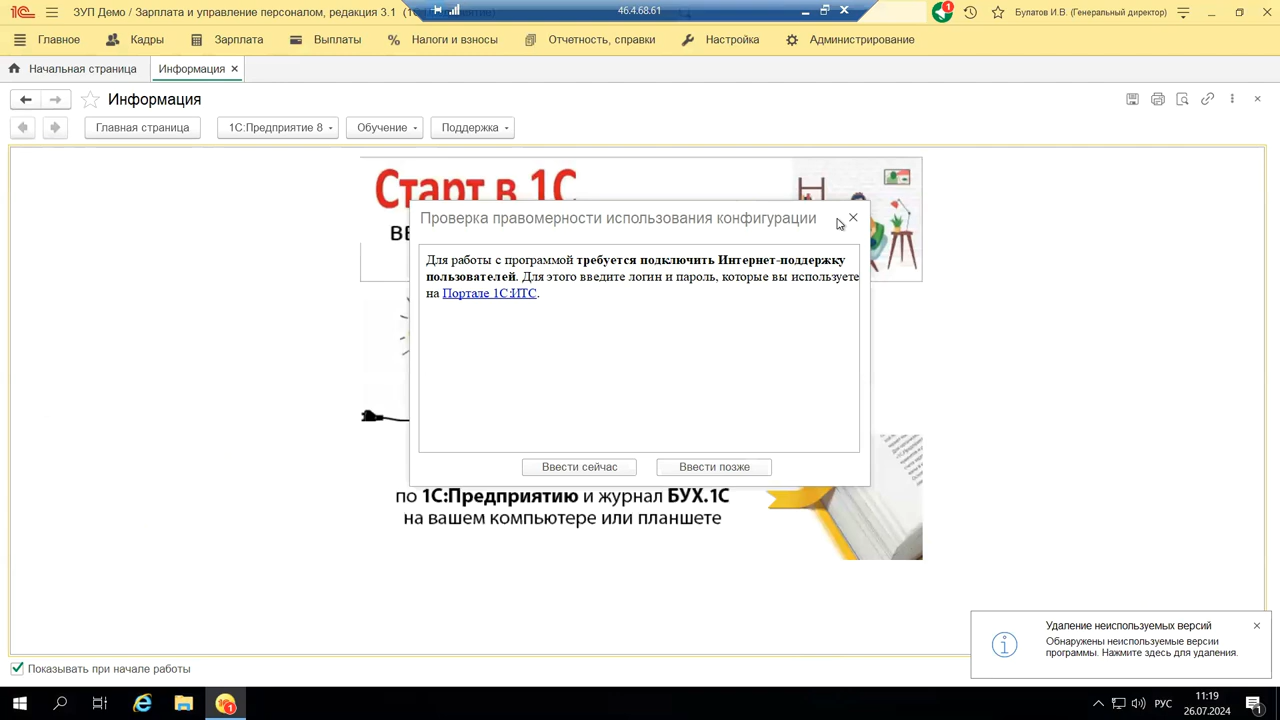 ЗУП Демо / Зарплата и управление персоналом, редакция 3.1 (1С:Предприятие)
46.4.68.61
1
Булатов И.В. (Генеральный директор)
Главное
Кадры
Зарплата
Выплаты
Налоги и взносы
Отчетность, справки
Настройка
Администрирование
Начальная страница
Информация
Информация
Главная страница
1С:Предприятие 8
Обучение
Поддержка
Старт в 1С
Проверка правомерности использования конфигурации
Для работы с программой требуется подключить Интернет-поддержку
пользователей. Для этого введите логин и пароль, которые вы используете
на Портале 1С:ИТС.
Ввести сейчас
Ввести позже
по 1С:Предприятию и журнал БУХ.1С
на вашем компьютере или планшете
Удаление неиспользуемых версий
Обнаружены неиспользуемые версии
программы. Нажмите здесь для удаления.
Показывать при начале работы
1
РУС
11:19
26.07.2024
1